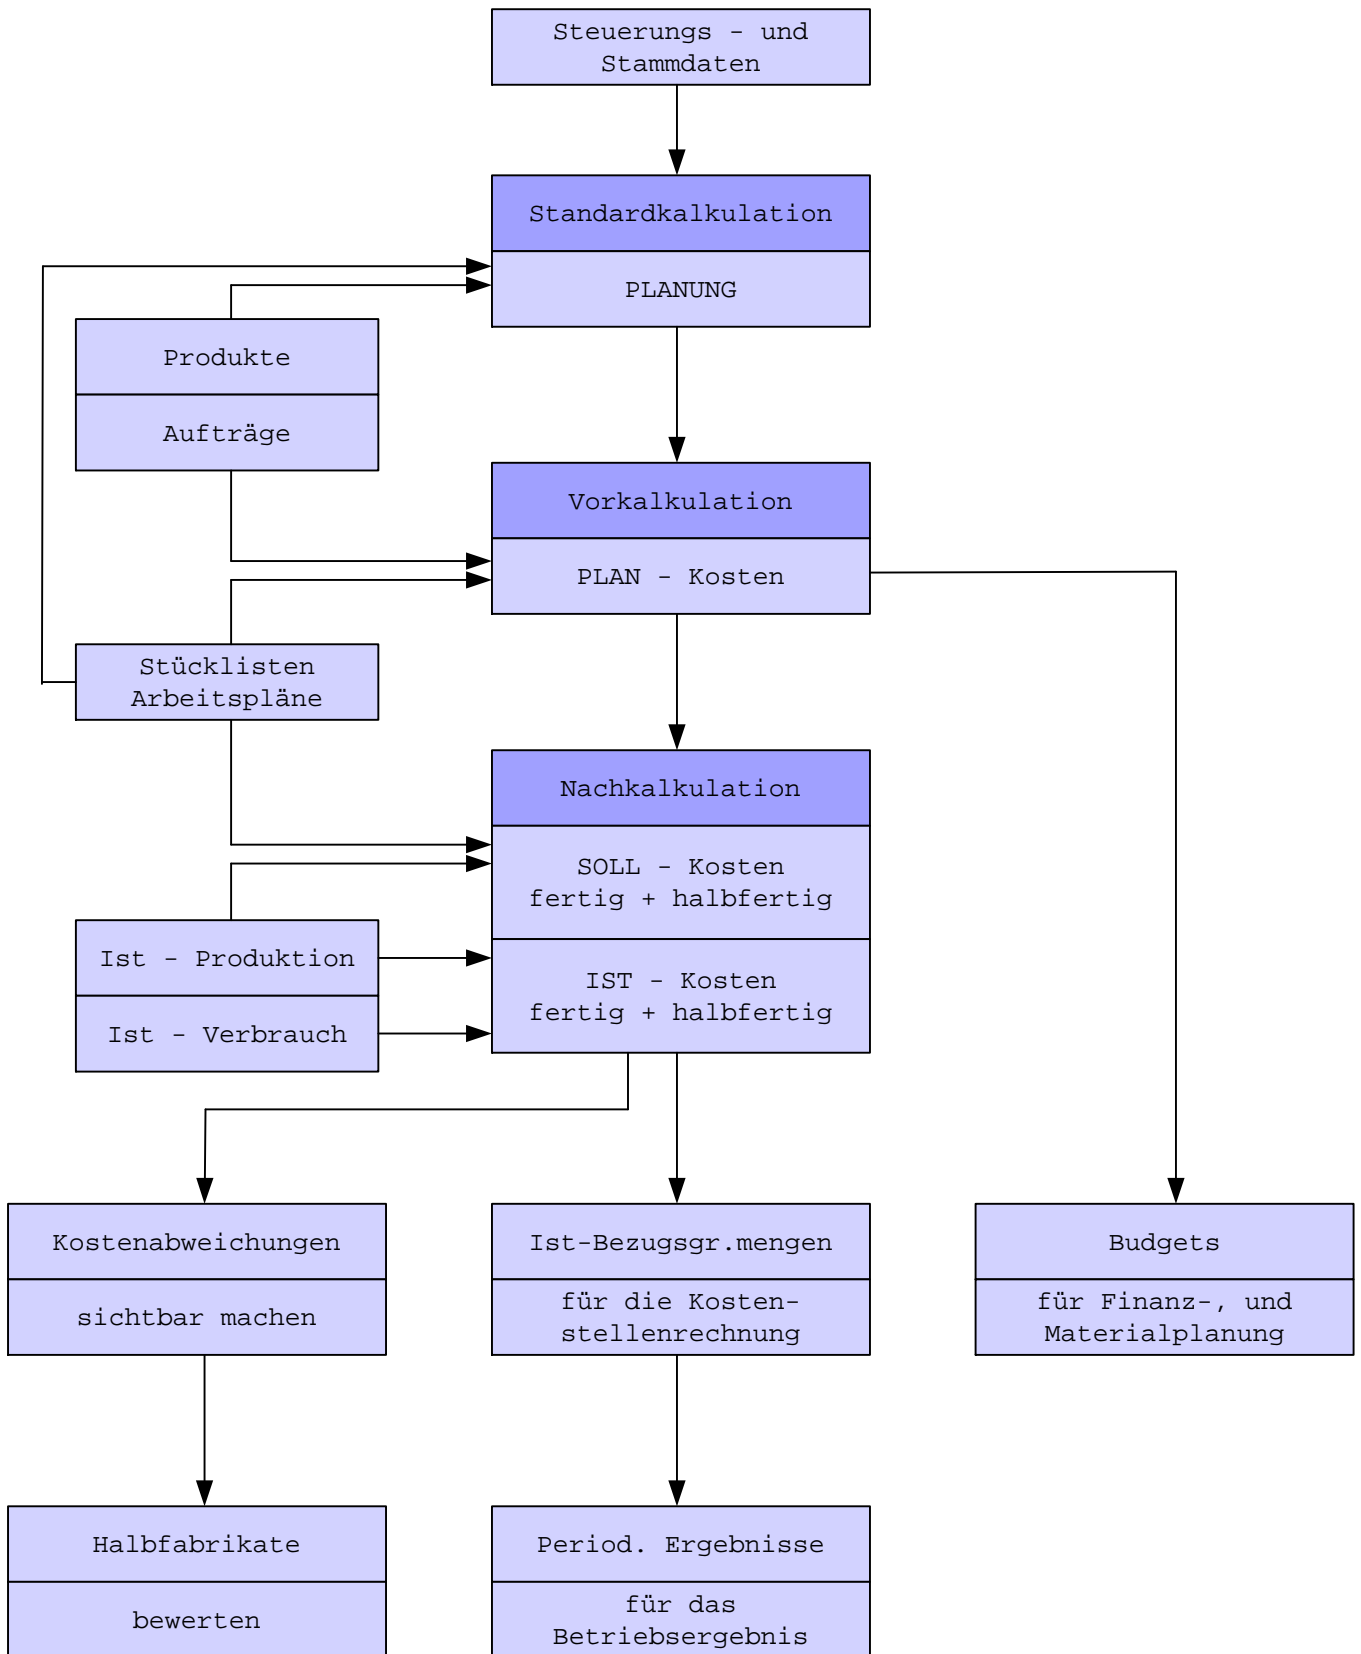 Steuerungs - und
Stammdaten
Standardkalkulation
PLANUNG
Produkte
Aufträge
Vorkalkulation
PLAN - Kosten
Stücklisten
Arbeitspläne
Nachkalkulation
SOLL - Kosten
fertig + halbfertig
Ist - Produktion
IST - Kosten
fertig + halbfertig
Ist - Verbrauch
Kostenabweichungen
sichtbar machen
Ist-Bezugsgr.mengen
für die Kosten-
stellenrechnung
Budgets
für Finanz-, und
Materialplanung
Halbfabrikate
bewerten
Period. Ergebnisse
für das
Betriebsergebnis